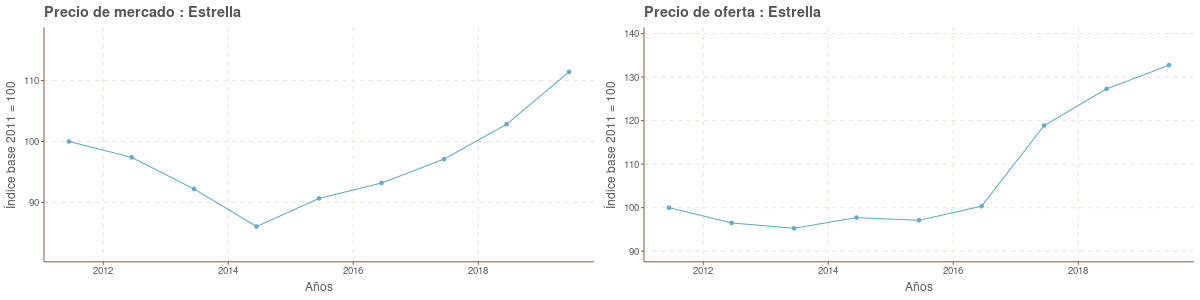 Precio de mercado : Estrella
Índice base 2011 = 100
110
100
90
2012
2014
2016
2018
Años
Precio de oferta : Estrella
Índice base 2011 = 100
140
130
120
110
100
90
2012
2014
2016
2018
Años